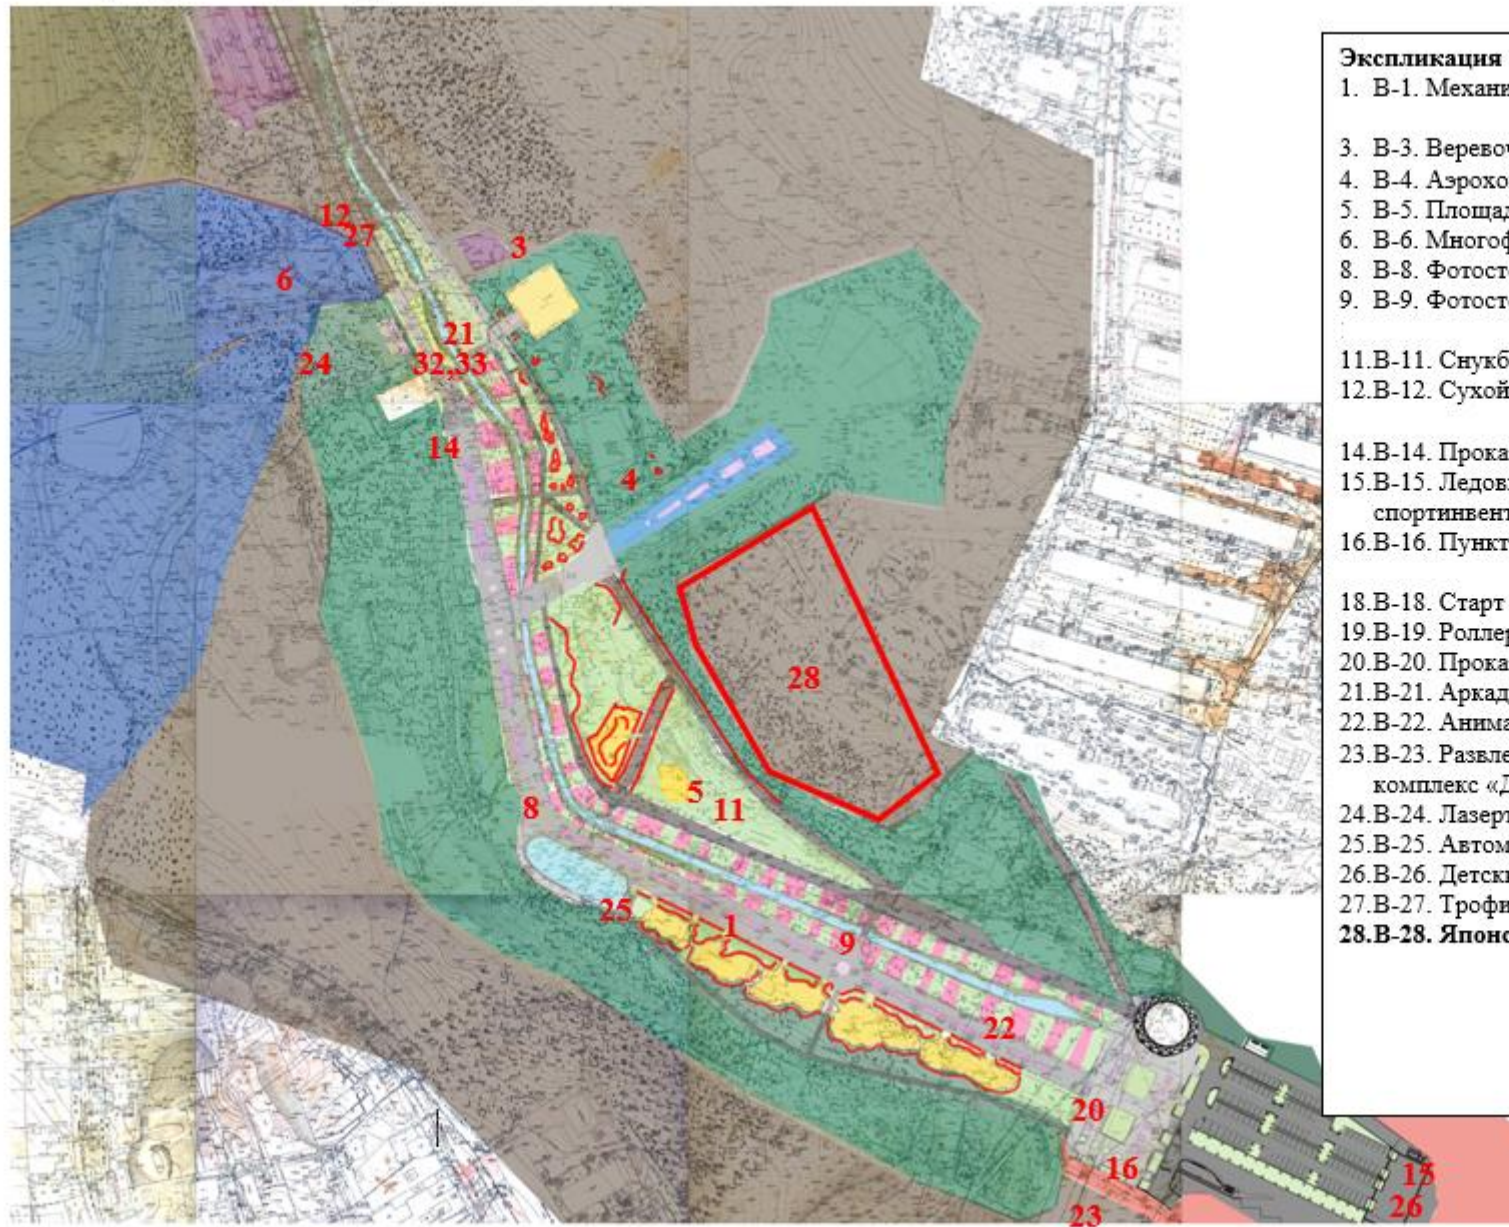 12
27
6
3
21
24
32,33
14
4
28
5
11
8
25
1
9
22
20
16
23
15
26
Экспликация
1. В-1. Механи
3. В-3. Веревоч
4. В-4. Аэрохо
5. В-5. Площад
6. В-6. Многоф
8. В-8. Фотост
9. В-9. Фотост
11.В-11. Снукб
12.В-12. Сухой
14.В-14. Прока
15.В-15. Ледов
спортинвент
16.В-16. Пункт
18.В-18. Старт
19.В-19. Роллер
20.В-20. Прока
21.В-21. Аркад
22.В-22. Анима
23.В-23. Развле
комплекс «Д
24.В-24. Лазерт
25.В-25. Автом
26.В-26. Детски
27.В-27. Трофи
28.В-28. Японс